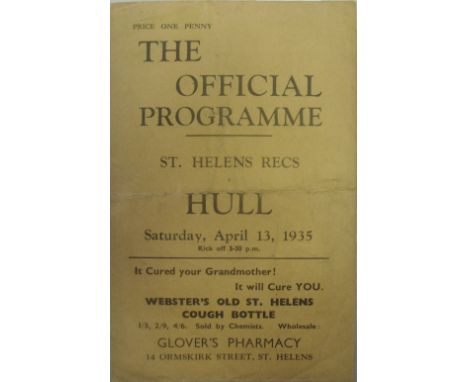 PRICE ONE PENNY
THE
OFFICIAL
PROGRAMME
ST. HELENS RECS
HULL
Saturday, April 13, 1935
Kick off 3-30 p.m.
It Cured your Grandmother!
It will Cure YOU.
WEBSTER'S OLD ST. HELENS
COUGH BOTTLE
1/3, 2/9, 4/6. Sold by Chemists. Wholesale:
GLOVER'S PHARMACY
14 ORMSKIRK STREET, ST. HELENS